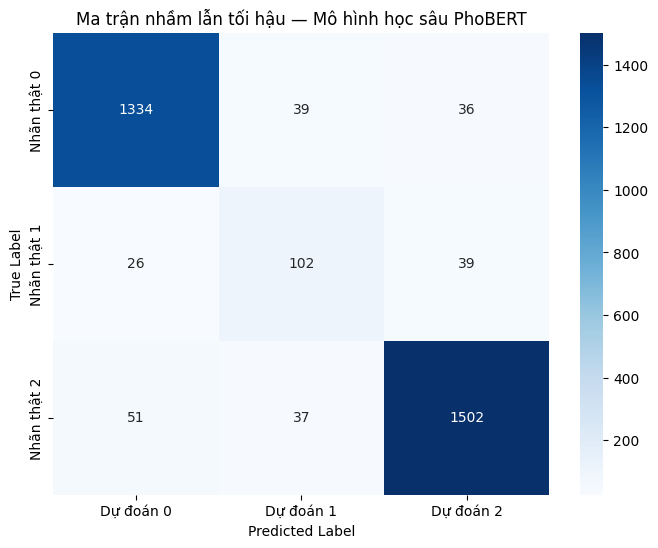 Ma trận nhầm lẫn tối hậu — Mô hình học sâu PhoBERT
True Label
Nhãn thật 0
1334 39 36
Nhãn thật 1
26 102 39
Nhãn thật 2
51 37 1502
Dự đoán 0 Dự đoán 1 Dự đoán 2
Predicted Label
1400
1200
1000
800
600
400
200